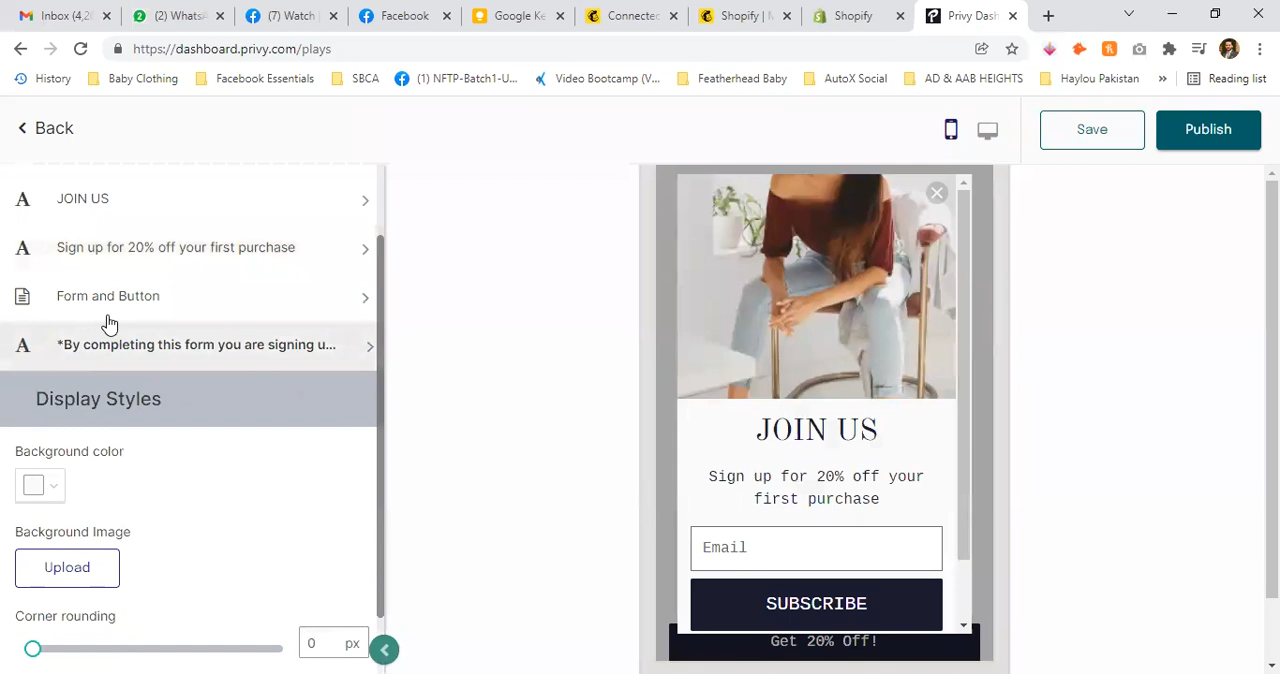 Inbox (4,20
(2) WhatsA
(7) Watch |
Facebook
Google Ke
Connected
Shopify | M
Shopify
Privy Dash
https://dashboard.privy.com/plays
History
Baby Clothing
Facebook Essentials
SBCA
(1) NFTP-Batch1-U...
Video Bootcamp (V...
Featherhead Baby
AutoX Social
AD & AAB HEIGHTS
Haylou Pakistan
»
Reading list
Back
Save
Publish
A JOIN US
A Sign up for 20% off your first purchase
Form and Button
A *By completing this form you are signing u...
Display Styles
Background color
Background Image
Upload
Corner rounding
0 px
JOIN US
Sign up for 20% off your
first purchase
Email
SUBSCRIBE
Get 20% Off!